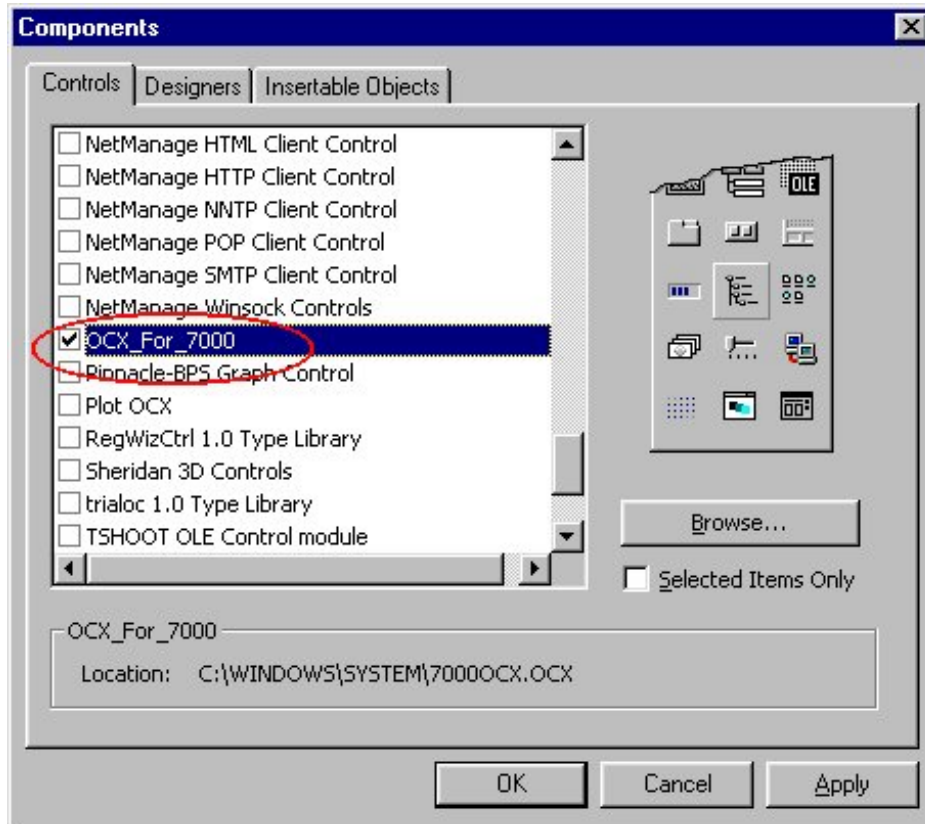 Components
Controls Designers Insertable Objects
NetManage HTML Client Control
NetManage HTTP Client Control
NetManage NNTP Client Control
NetManage POP Client Control
NetManage SMTP Client Control
NetManage Winsock Controls
OCX_For_7000
Pinnacle-BPS Graph Control
Plot OCX
RegWizCtrl 1.0 Type Library
Sheridan 3D Controls
trialoc 1.0 Type Library
TSHOOT OLE Control module
OLE
Browse...
Selected Items Only
OCX_For_7000
Location: C:\WINDOWS\SYSTEM\7000OCX.OCX
OK Cancel Apply